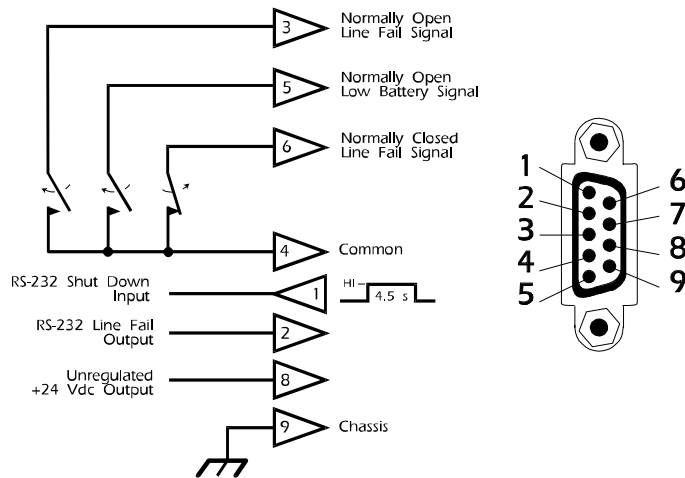 3
Normally Open
Line Fail Signal
5
Normally Open
Low Battery Signal
6
Normally Closed
Line Fail Signal
4
Common
RS-232 Shut Down
Input
1
HI
4.5 s
RS-232 Line Fail
Output
2
Unregulated
+24 Vdc Output
8
9
Chassis
1
2
3
4
5
6
7
8
9